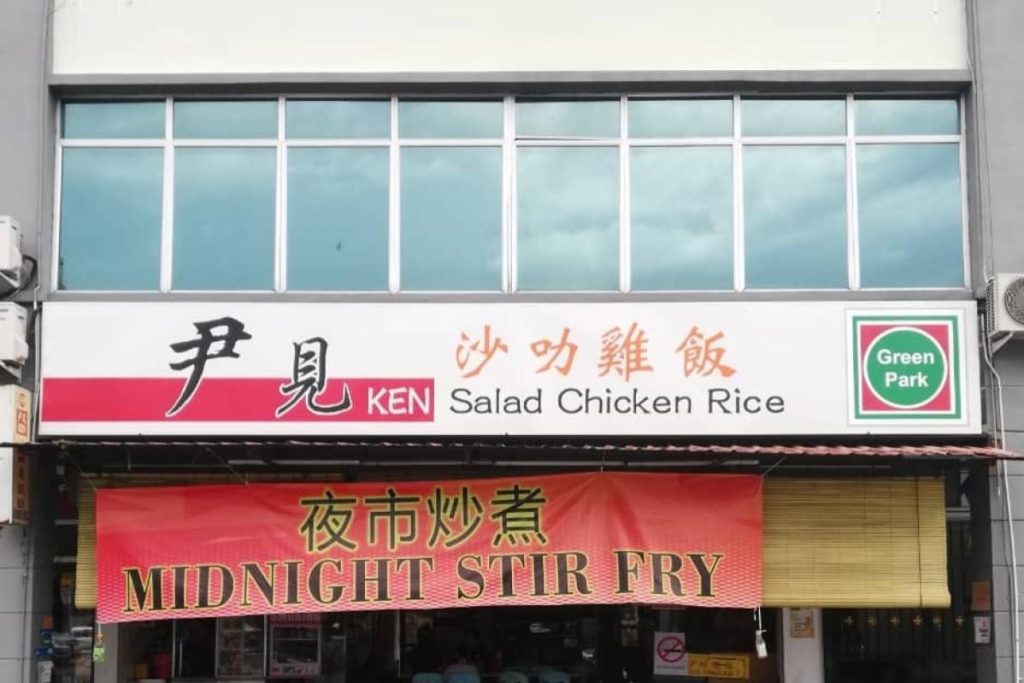 尹見 KEN
沙叻雞飯
Salad Chicken Rice
Green
Park
夜市炒煮
MIDNIGHT STIR FRY